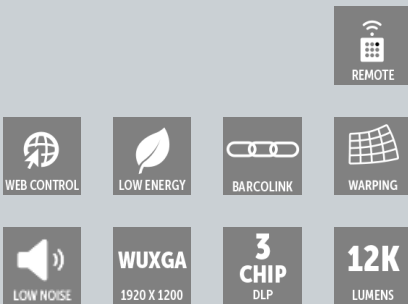 REMOTE
WEB CONTROL
LOW ENERGY
BARCOLINK
WARPING
LOW NOISE
WUXGA
1920 X 1200
3
CHIP
DLP
12K
LUMENS